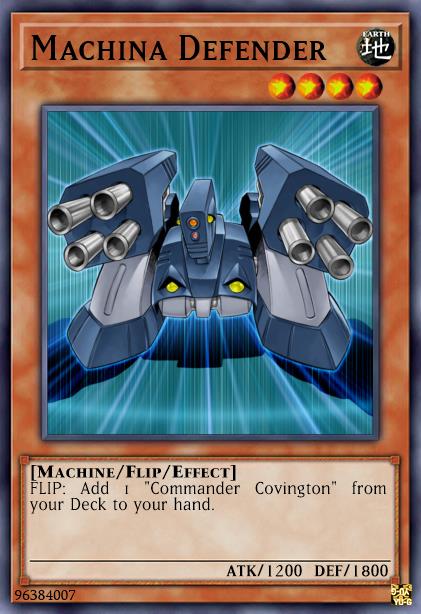 Machina Defender
EARTH
地
[Machine/Flip/Effect]
FLIP: Add 1 "Commander Covington" from
your Deck to your hand.
ATK/1200 DEF/1800
96384007